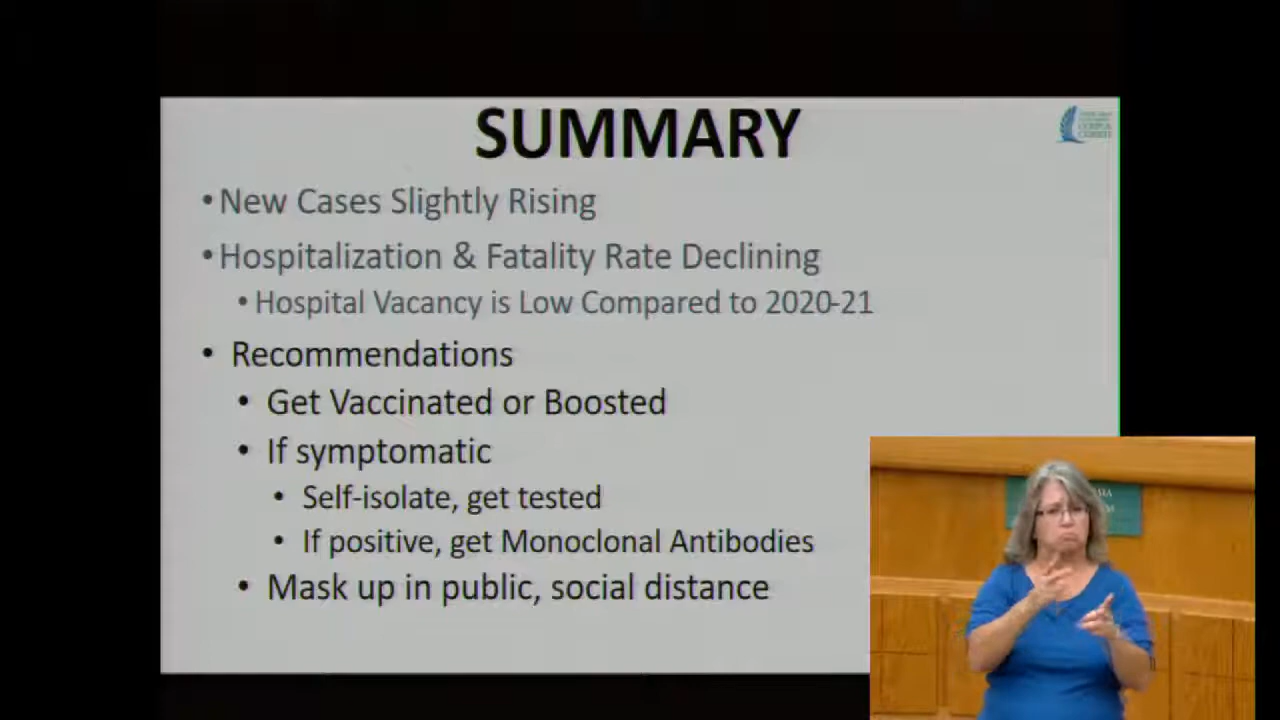 SUMMARY
• New Cases Slightly Rising
• Hospitalization & Fatality Rate Declining
• Hospital Vacancy is Low Compared to 2020-21
• Recommendations
• Get Vaccinated or Boosted
• If symptomatic
• Self-isolate, get tested
• If positive, get Monoclonal Antibodies
• Mask up in public, social distance